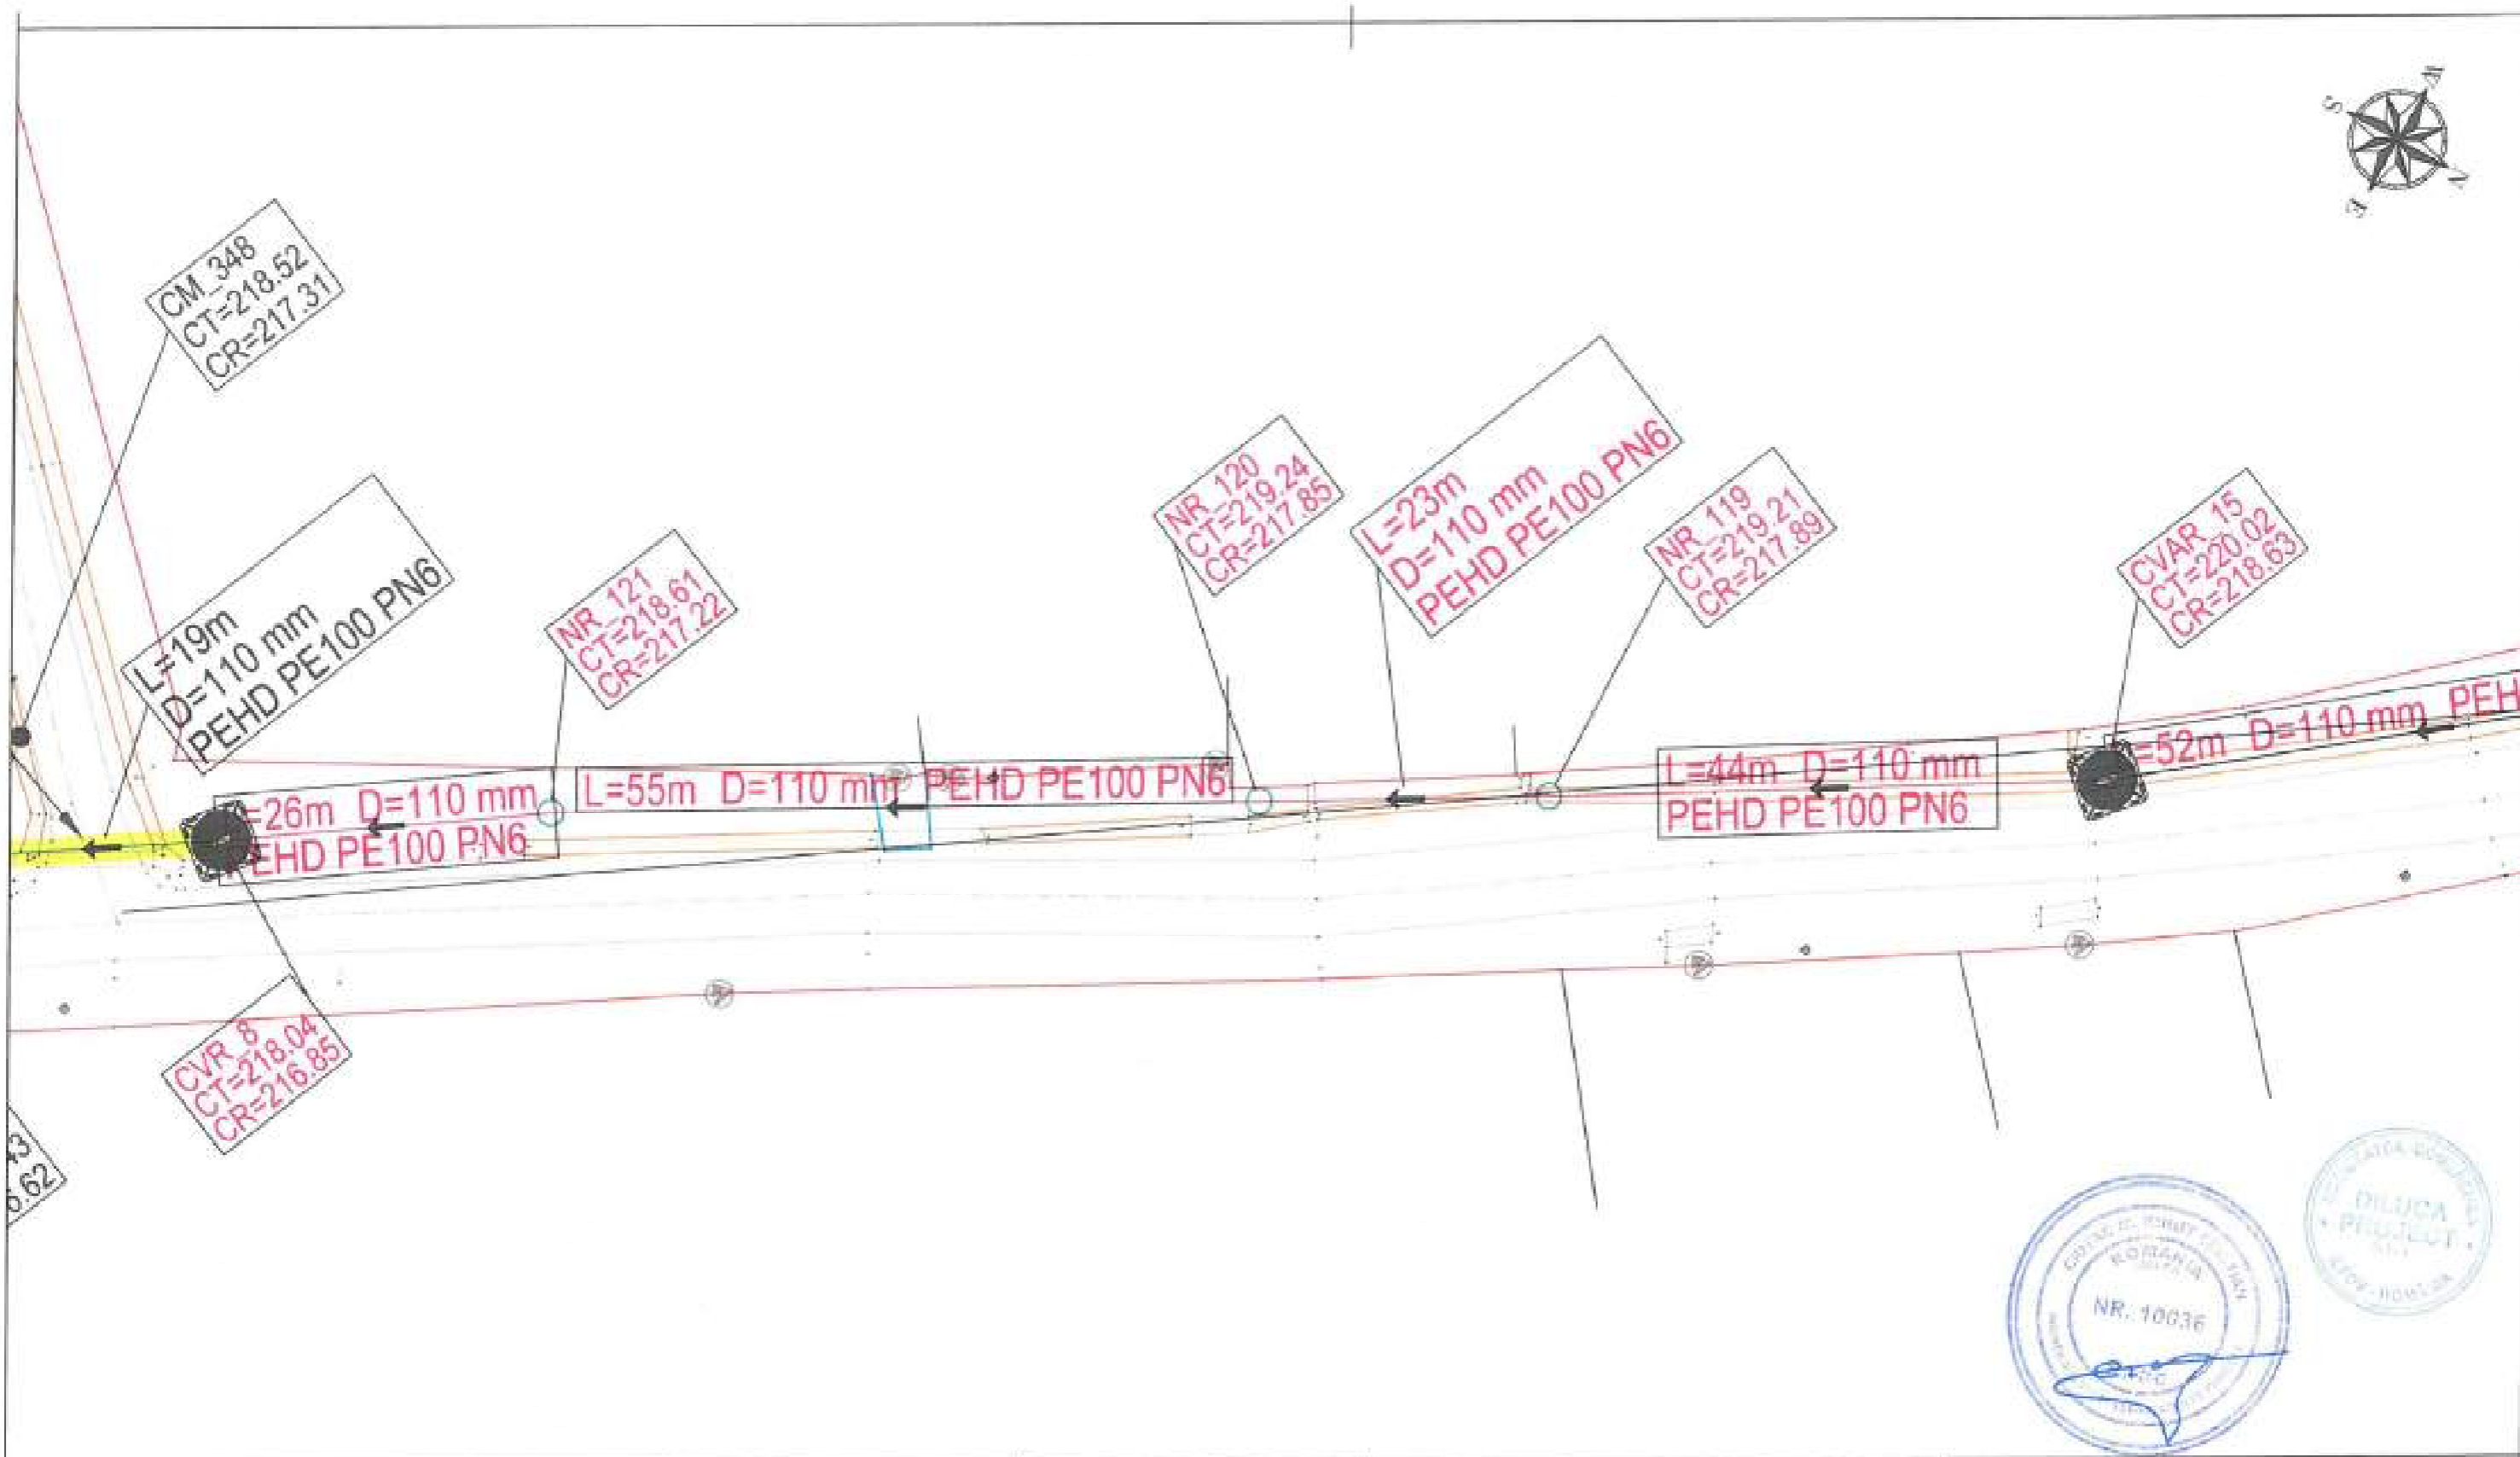 S
N
CM_348
CT=218.52
CR=217.31
L=19m
D=110 mm
PEHD PE100 PN6
NR_121
CT=218.61
CR=217.22
NR_120
CT=219.24
CR=217.85
L=23m
D=110 mm
PEHD PE100 PN6
NR_119
CT=219.21
CR=217.89
CVAR_15
CT=220.02
CR=218.63
=26m D=110 mm
EHD PE100 PN6
L=55m D=110 mm PEHD PE100 PN6
L=44m D=110 mm
PEHD PE100 PN6
=52m D=110 mm PEH
CVR_8
CT=218.04
CR=216.85
43
6.62
ROMANIA
NR. 10036
DILUCA
PROJECT